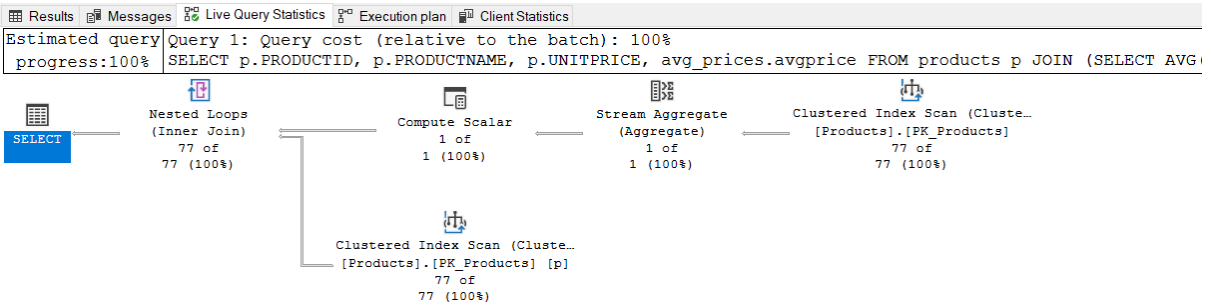 Results Messages Live Query Statistics Execution plan Client Statistics
Estimated query progress:100%
Query 1: Query cost (relative to the batch): 100%
SELECT p.PRODUCTID, p.PRODUCTNAME, p.UNITPRICE, avg_prices.avgprice FROM products p JOIN (SELECT AVG(
SELECT
Nested Loops
(Inner Join)
77 of
77 (100%)
Compute Scalar
1 of
1 (100%)
Stream Aggregate
(Aggregate)
1 of
1 (100%)
Clustered Index Scan (Cluste…
[Products].[PK_Products]
77 of
77 (100%)
Clustered Index Scan (Cluste…
[Products].[PK_Products] [p]
77 of
77 (100%)